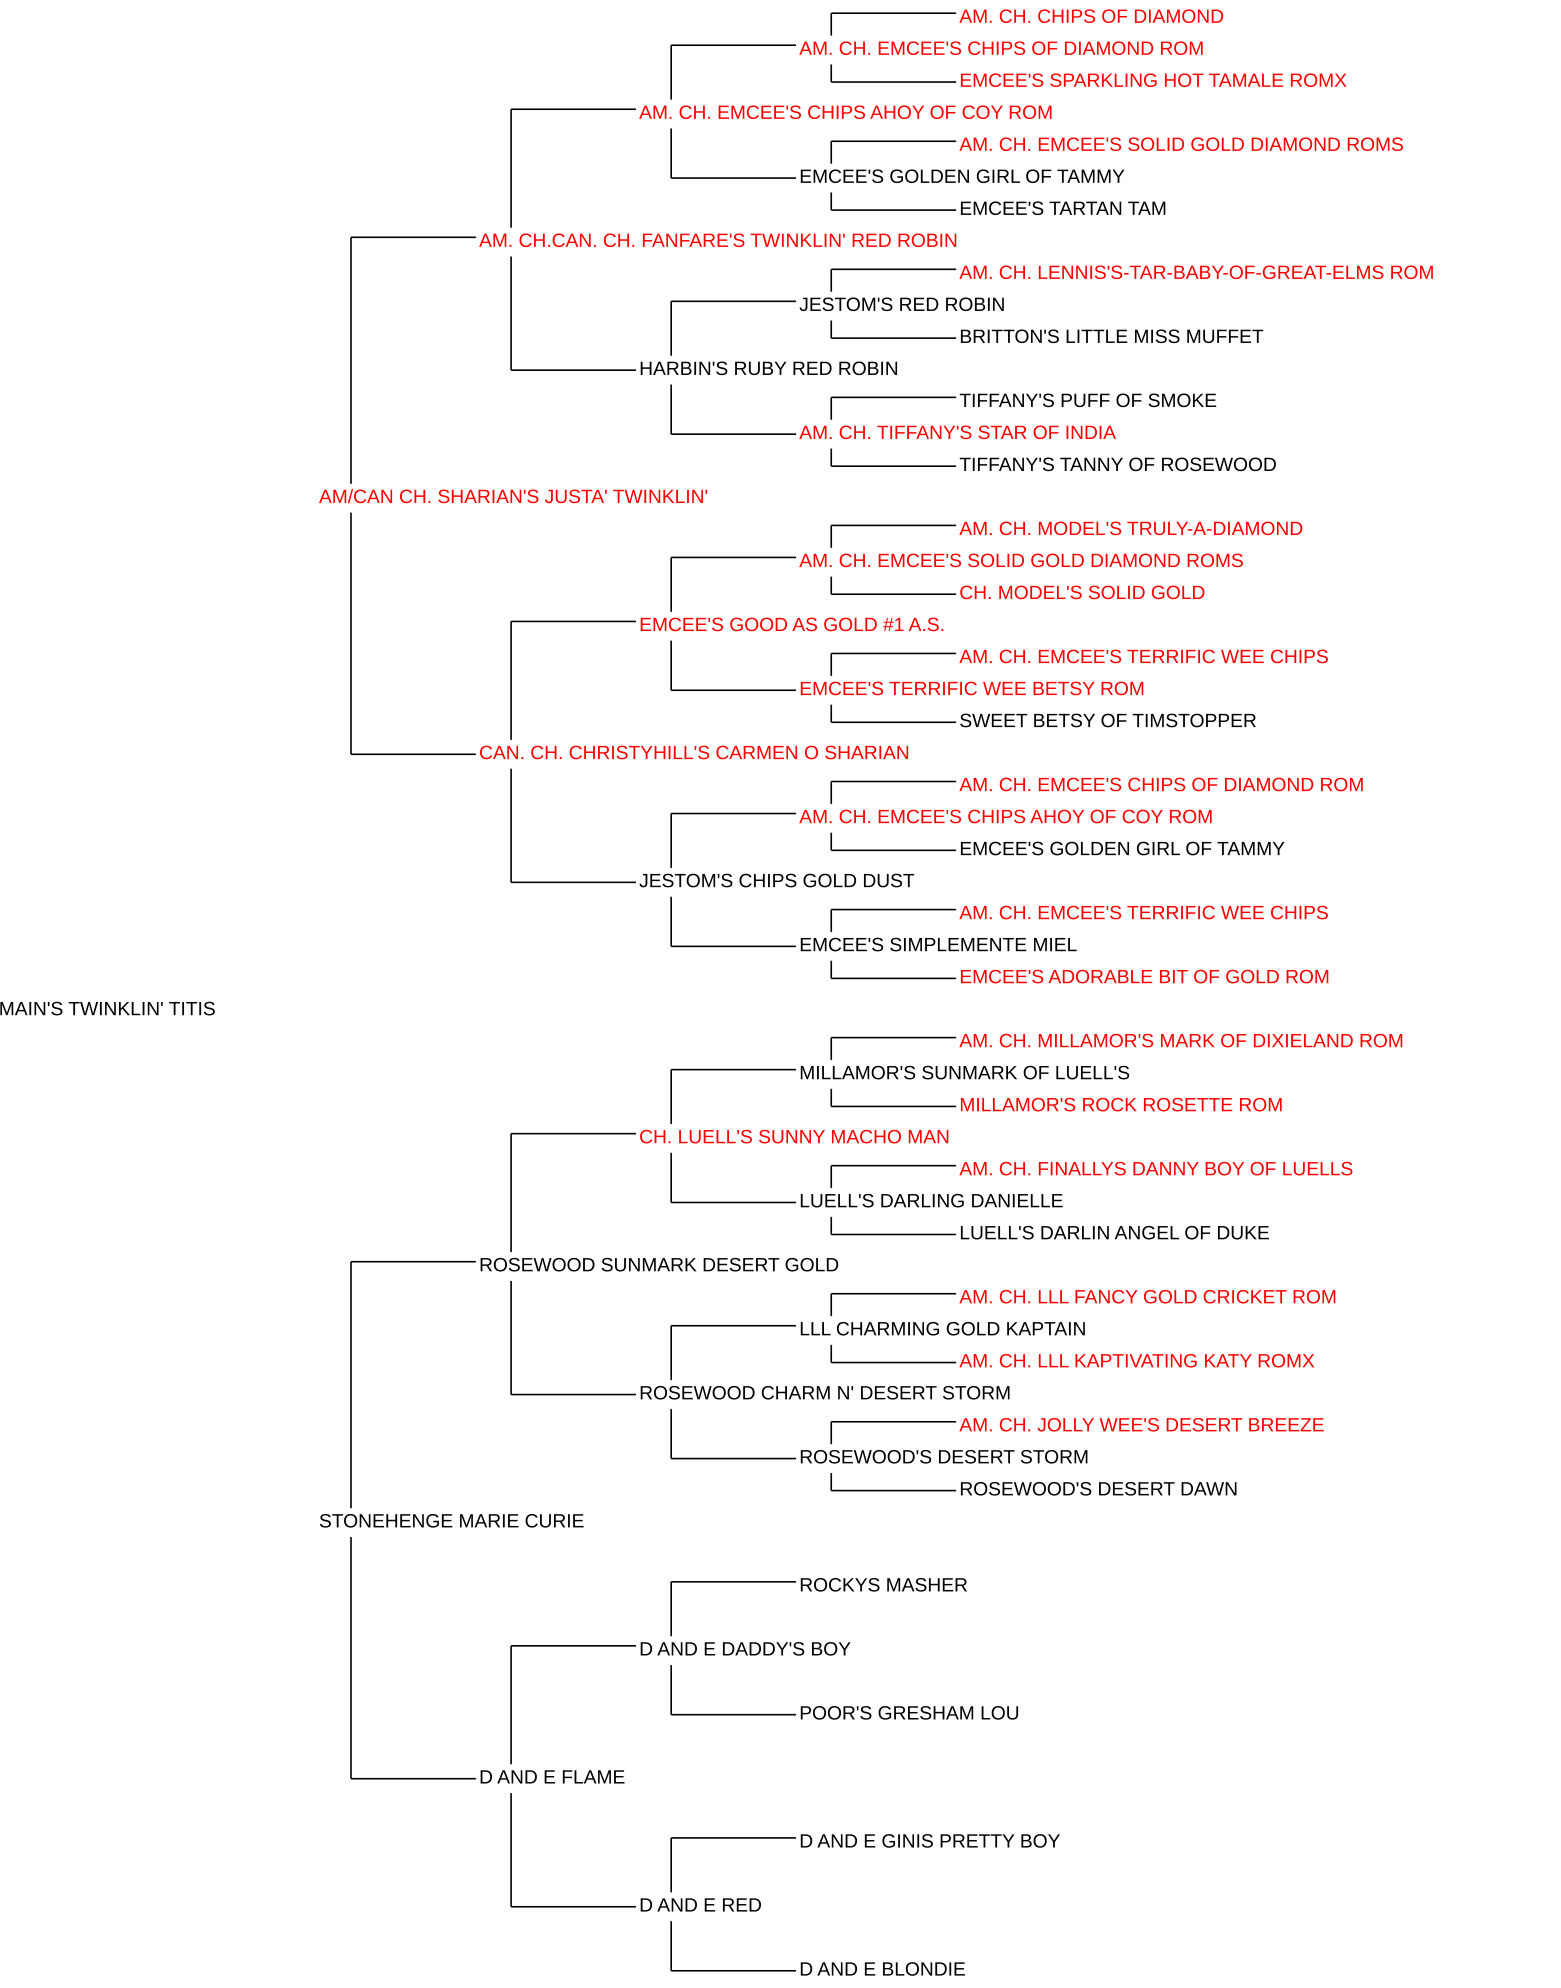 AM. CH. CHIPS OF DIAMOND
AM. CH. EMCEE'S CHIPS OF DIAMOND ROM
EMCEE'S SPARKLING HOT TAMALE ROMX
AM. CH. EMCEE'S CHIPS AHOY OF COY ROM
AM. CH. EMCEE'S SOLID GOLD DIAMOND ROMS
EMCEE'S GOLDEN GIRL OF TAMMY
EMCEE'S TARTAN TAM
AM. CH.CAN. CH. FANFARE'S TWINKLIN' RED ROBIN
AM. CH. LENNIS'S-TAR-BABY-OF-GREAT-ELMS ROM
JESTOM'S RED ROBIN
BRITTON'S LITTLE MISS MUFFET
HARBIN'S RUBY RED ROBIN
TIFFANY'S PUFF OF SMOKE
AM. CH. TIFFANY'S STAR OF INDIA
TIFFANY'S TANNY OF ROSEWOOD
AM/CAN CH. SHARIAN'S JUSTA' TWINKLIN'
AM. CH. MODEL'S TRULY-A-DIAMOND
AM. CH. EMCEE'S SOLID GOLD DIAMOND ROMS
CH. MODEL'S SOLID GOLD
EMCEE'S GOOD AS GOLD #1 A.S.
AM. CH. EMCEE'S TERRIFIC WEE CHIPS
EMCEE'S TERRIFIC WEE BETSY ROM
SWEET BETSY OF TIMSTOPPER
CAN. CH. CHRISTYHILL'S CARMEN O SHARIAN
AM. CH. EMCEE'S CHIPS OF DIAMOND ROM
AM. CH. EMCEE'S CHIPS AHOY OF COY ROM
EMCEE'S GOLDEN GIRL OF TAMMY
JESTOM'S CHIPS GOLD DUST
AM. CH. EMCEE'S TERRIFIC WEE CHIPS
EMCEE'S SIMPLEMENTE MIEL
EMCEE'S ADORABLE BIT OF GOLD ROM
MAIN'S TWINKLIN' TITIS
AM. CH. MILLAMOR'S MARK OF DIXIELAND ROM
MILLAMOR'S SUNMARK OF LUELL'S
MILLAMOR'S ROCK ROSETTE ROM
CH. LUELL'S SUNNY MACHO MAN
AM. CH. FINALLYS DANNY BOY OF LUELLS
LUELL'S DARLING DANIELLE
LUELL'S DARLIN ANGEL OF DUKE
ROSEWOOD SUNMARK DESERT GOLD
AM. CH. LLL FANCY GOLD CRICKET ROM
LLL CHARMING GOLD KAPTAIN
AM. CH. LLL KAPTIVATING KATY ROMX
ROSEWOOD CHARM N' DESERT STORM
AM. CH. JOLLY WEE'S DESERT BREEZE
ROSEWOOD'S DESERT STORM
ROSEWOOD'S DESERT DAWN
STONEHENGE MARIE CURIE
ROCKYS MASHER
D AND E DADDY'S BOY
POOR'S GRESHAM LOU
D AND E FLAME
D AND E GINIS PRETTY BOY
D AND E RED
D AND E BLONDIE